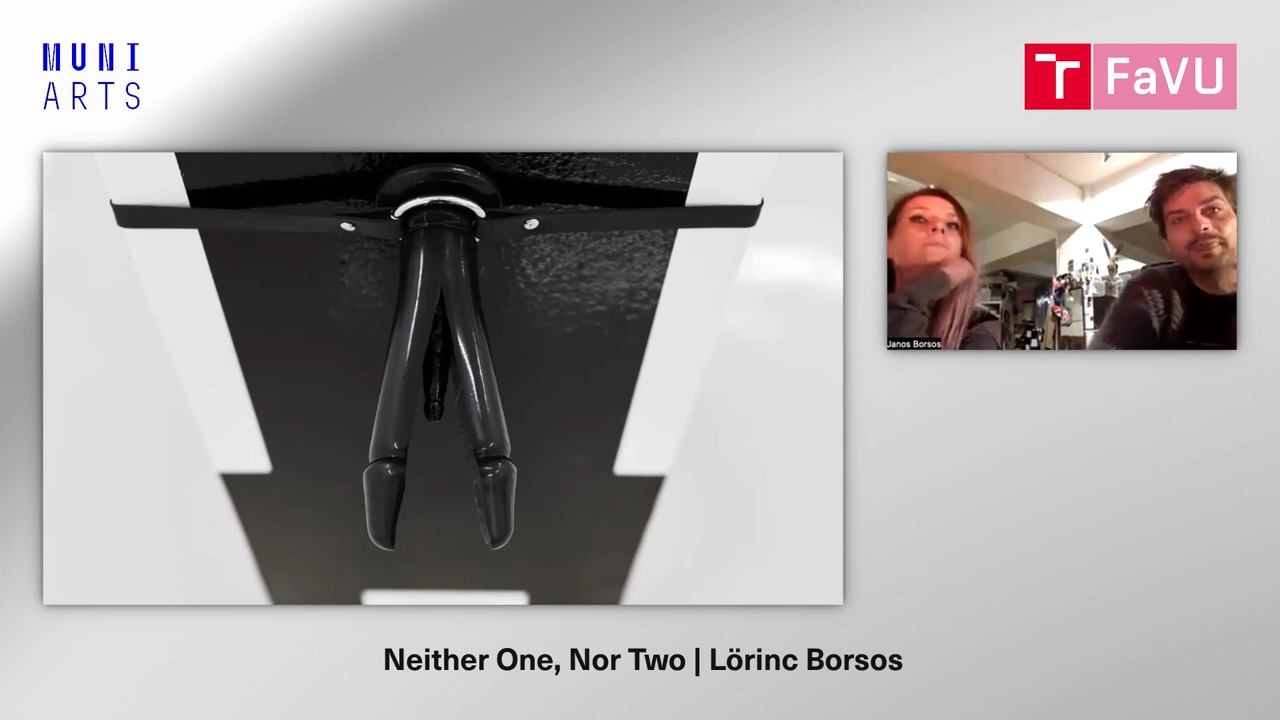 MUNI
ARTS
T FaVU
Janos Borsos
Neither One, Nor Two | Lörinc Borsos